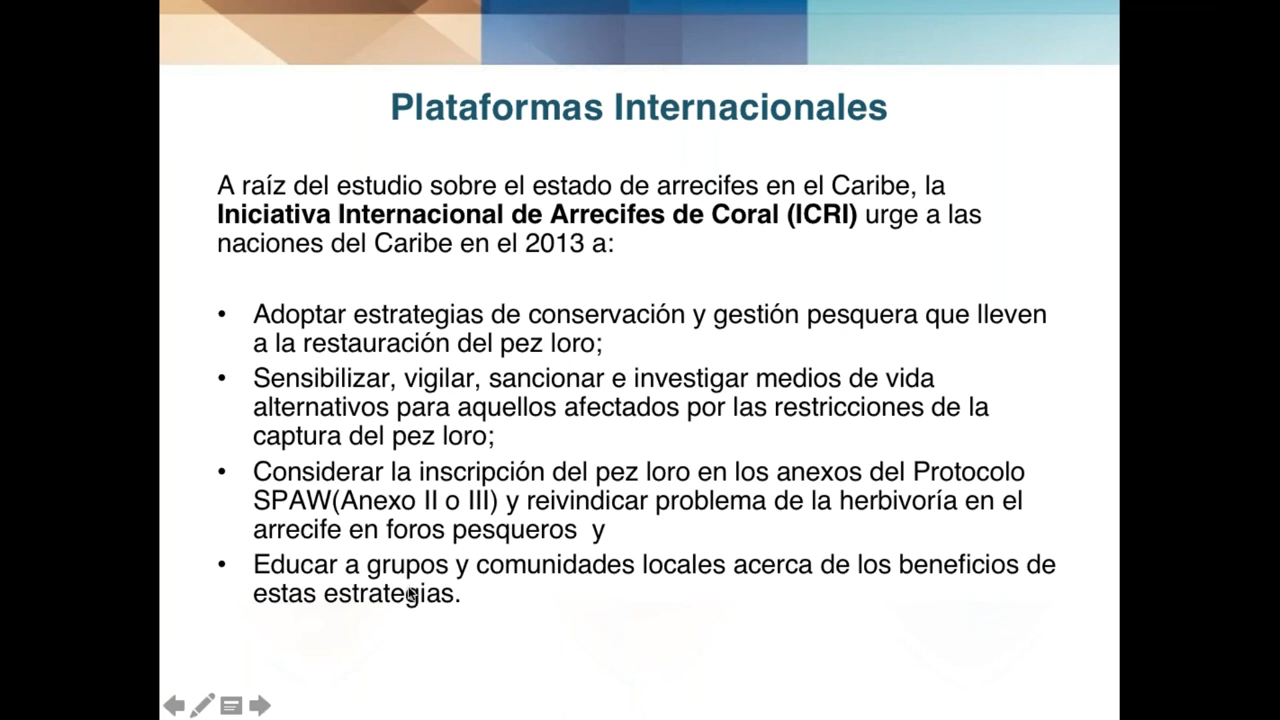 Plataformas Internacionales
A raíz del estudio sobre el estado de arrecifes en el Caribe, la
Iniciativa Internacional de Arrecifes de Coral (ICRI) urge a las
naciones del Caribe en el 2013 a:
• Adoptar estrategias de conservación y gestión pesquera que lleven
a la restauración del pez loro;
• Sensibilizar, vigilar, sancionar e investigar medios de vida
alternativos para aquellos afectados por las restricciones de la
captura del pez loro;
• Considerar la inscripción del pez loro en los anexos del Protocolo
SPAW(Anexo II o III) y reivindicar problema de la herbivoría en el
arrecife en foros pesqueros  y
• Educar a grupos y comunidades locales acerca de los beneficios de
estas estrategias.